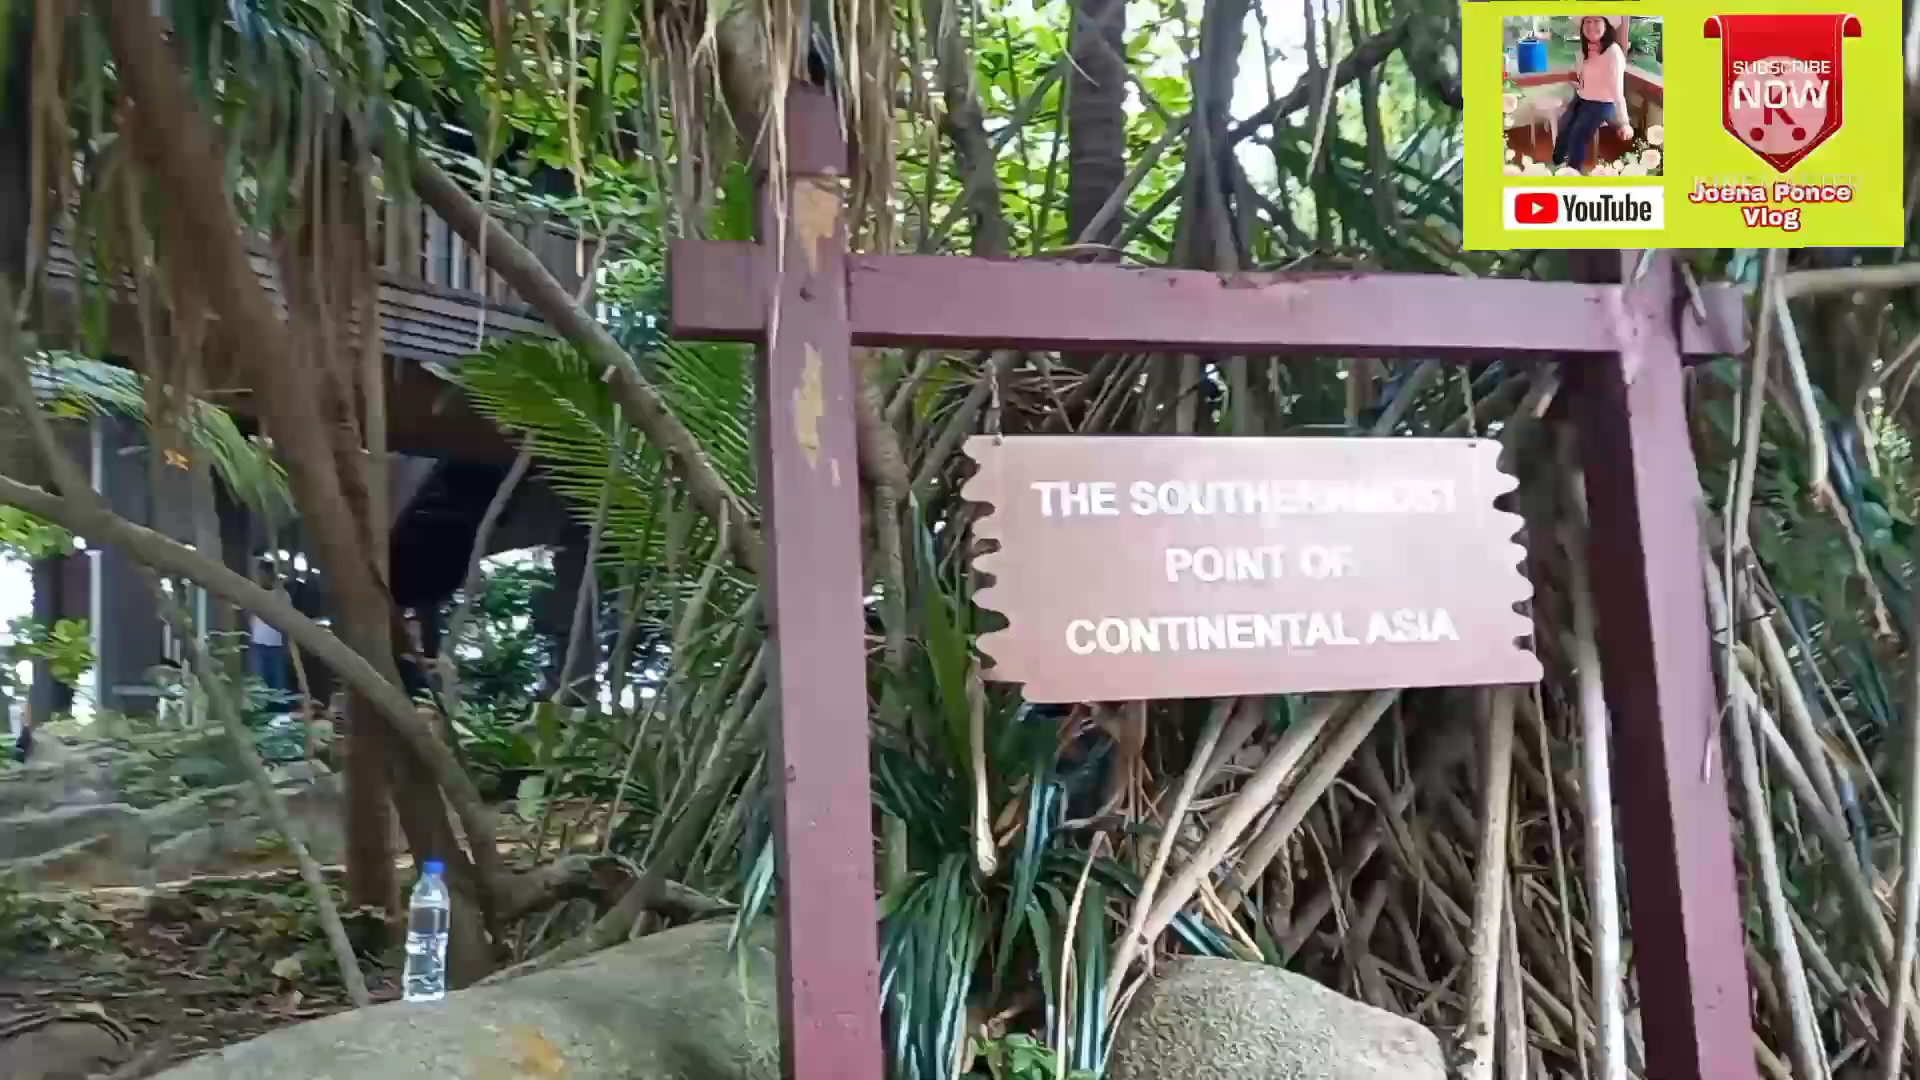 THE SOUTHERNMOST
POINT OF
CONTINENTAL ASIA
SUBSCRIBE
NOW
YouTube
Joena Ponce
Vlog